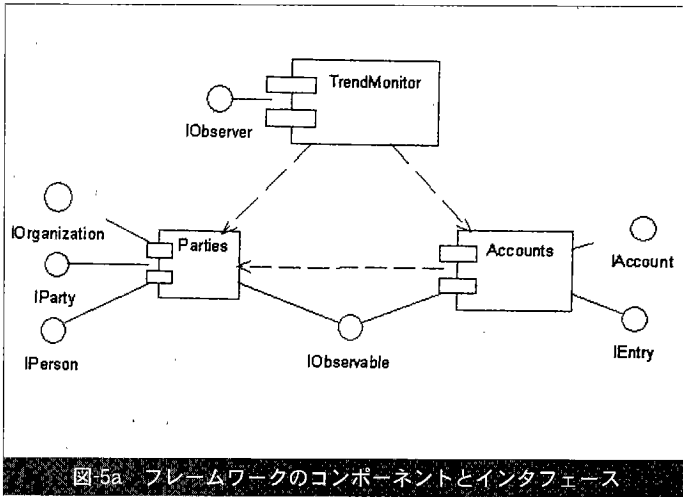 TrendMonitor
IObserver
IOrganization
Parties
Accounts
IAccount
IParty
IPerson
IObservable
IEntry
図-5a フレームワークのコンポーネントとインタフェース